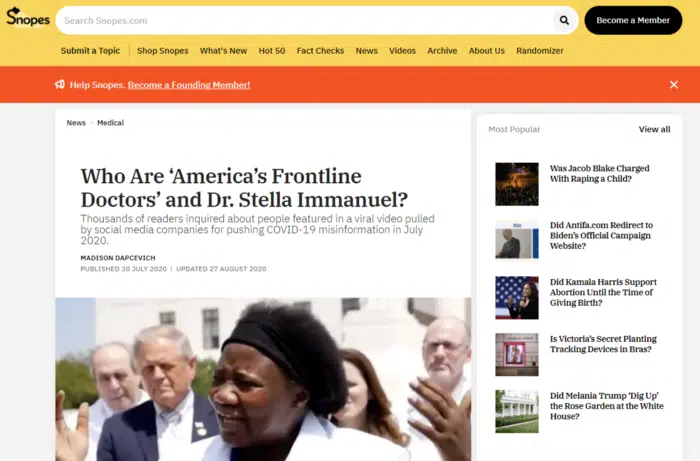 Snopes
Search Snopes.com
Become a Member
Submit a Topic
Shop Snopes
What's New
Hot 50
Fact Checks
News
Videos
Archive
About Us
Randomizer
Help Snopes. Become a Founding Member!
News
Medical
Who Are ‘America’s Frontline
Doctors’ and Dr. Stella Immanuel?
Thousands of readers inquired about people featured in a viral video pulled
by social media companies for pushing COVID-19 misinformation in July
2020.
MADISON DAPCEVICH
PUBLISHED 30 JULY 2020 | UPDATED 27 AUGUST 2020
Most Popular
View all
Was Jacob Blake Charged
With Raping a Child?
Did Antifa.com Redirect to
Biden’s Official Campaign
Website?
Did Kamala Harris Support
Abortion Until the Time of
Giving Birth?
Is Victoria’s Secret Planting
Tracking Devices in Bras?
Did Melania Trump ‘Dig Up’
the Rose Garden at the White
House?